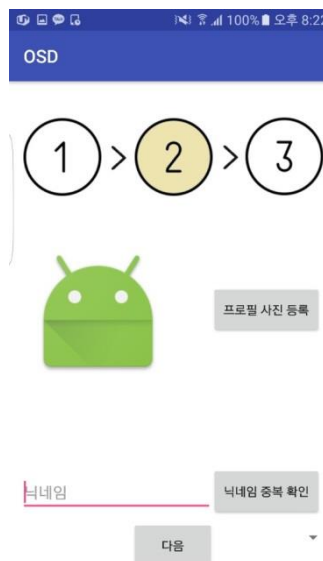 100% 오후 8:22
OSD
1 > 2 > 3
프로필 사진 등록
닉네임
닉네임 중복 확인
다음